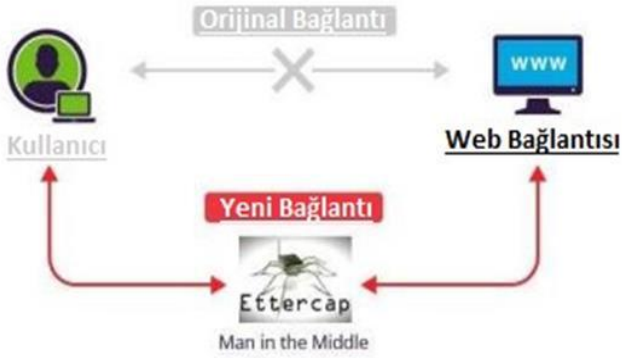 Orijinal Bağlantı
www
Kullanıcı
Web Bağlantısı
Yeni Bağlantı
Ettercap
Man in the Middle